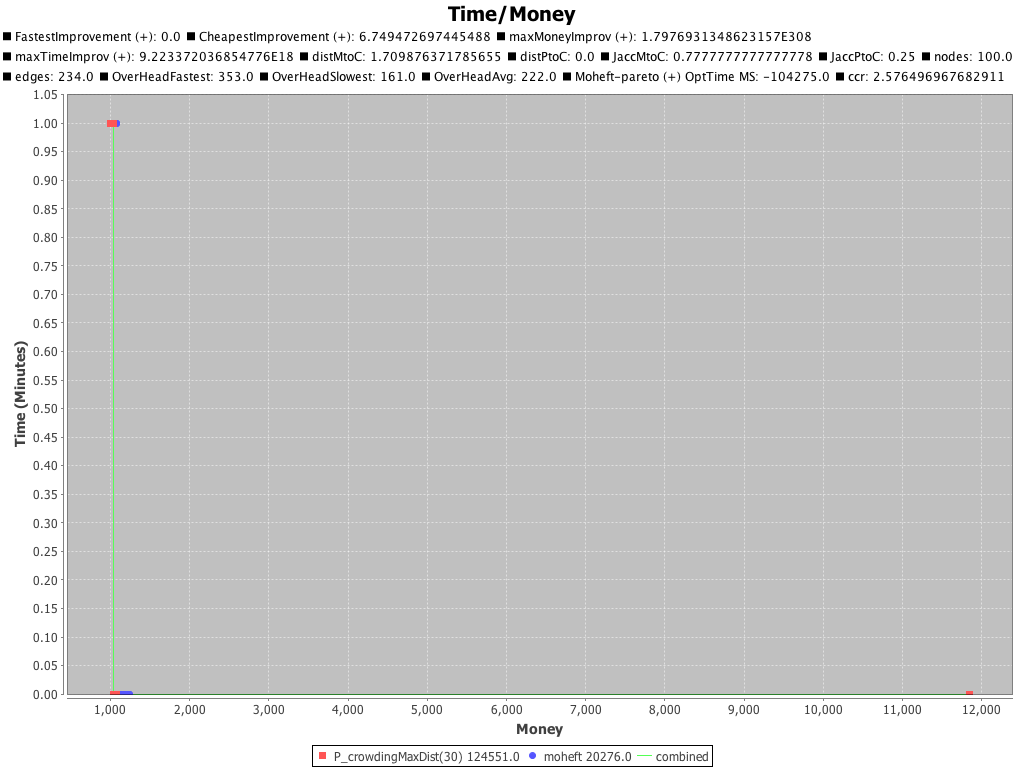 Time/Money
FastestImprovement (+): 0.0 CheapestImprovement (+): 6.749472697445488 maxMoneyImprov (+): 1.7976931348623157E308
maxTimeImprov (+): 9.223372036854776E18 distMtoC: 1.709876371785655 distPtoC: 0.0 JaccMtoC: 0.7777777777777778 JaccPtoC: 0.25 nodes: 100.0
edges: 234.0 OverHeadFastest: 353.0 OverHeadSlowest: 161.0 OverHeadAvg: 222.0 Moheft-pareto (+) OptTime MS: -104275.0 ccr: 2.576496967682911
1.05
1.00
0.95
0.90
0.85
0.80
0.75
0.70
0.65
0.60
0.55
0.50
0.45
0.40
0.35
0.30
0.25
0.20
0.15
0.10
0.05
0.00
Time (Minutes)
1,000 2,000 3,000 4,000 5,000 6,000 7,000 8,000 9,000 10,000 11,000 12,000
Money
P_crowdingMaxDist(30) 124551.0 moheft 20276.0 combined